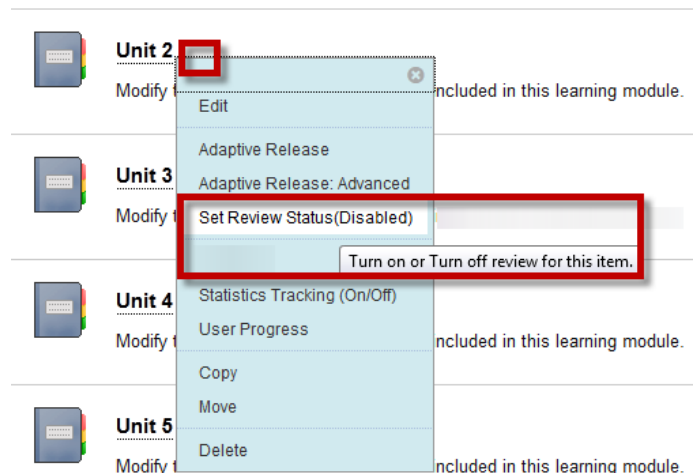 Unit 2
Modify t ncluded in this learning module.
Edit
Adaptive Release
Unit 3
Adaptive Release: Advanced
Modify t Set Review Status(Disabled)
Turn on or Turn off review for this item.
Unit 4 Statistics Tracking (On/Off)
User Progress
Modify t ncluded in this learning module.
Copy
Move
Unit 5
Delete
Modify t ncluded in this learning module.